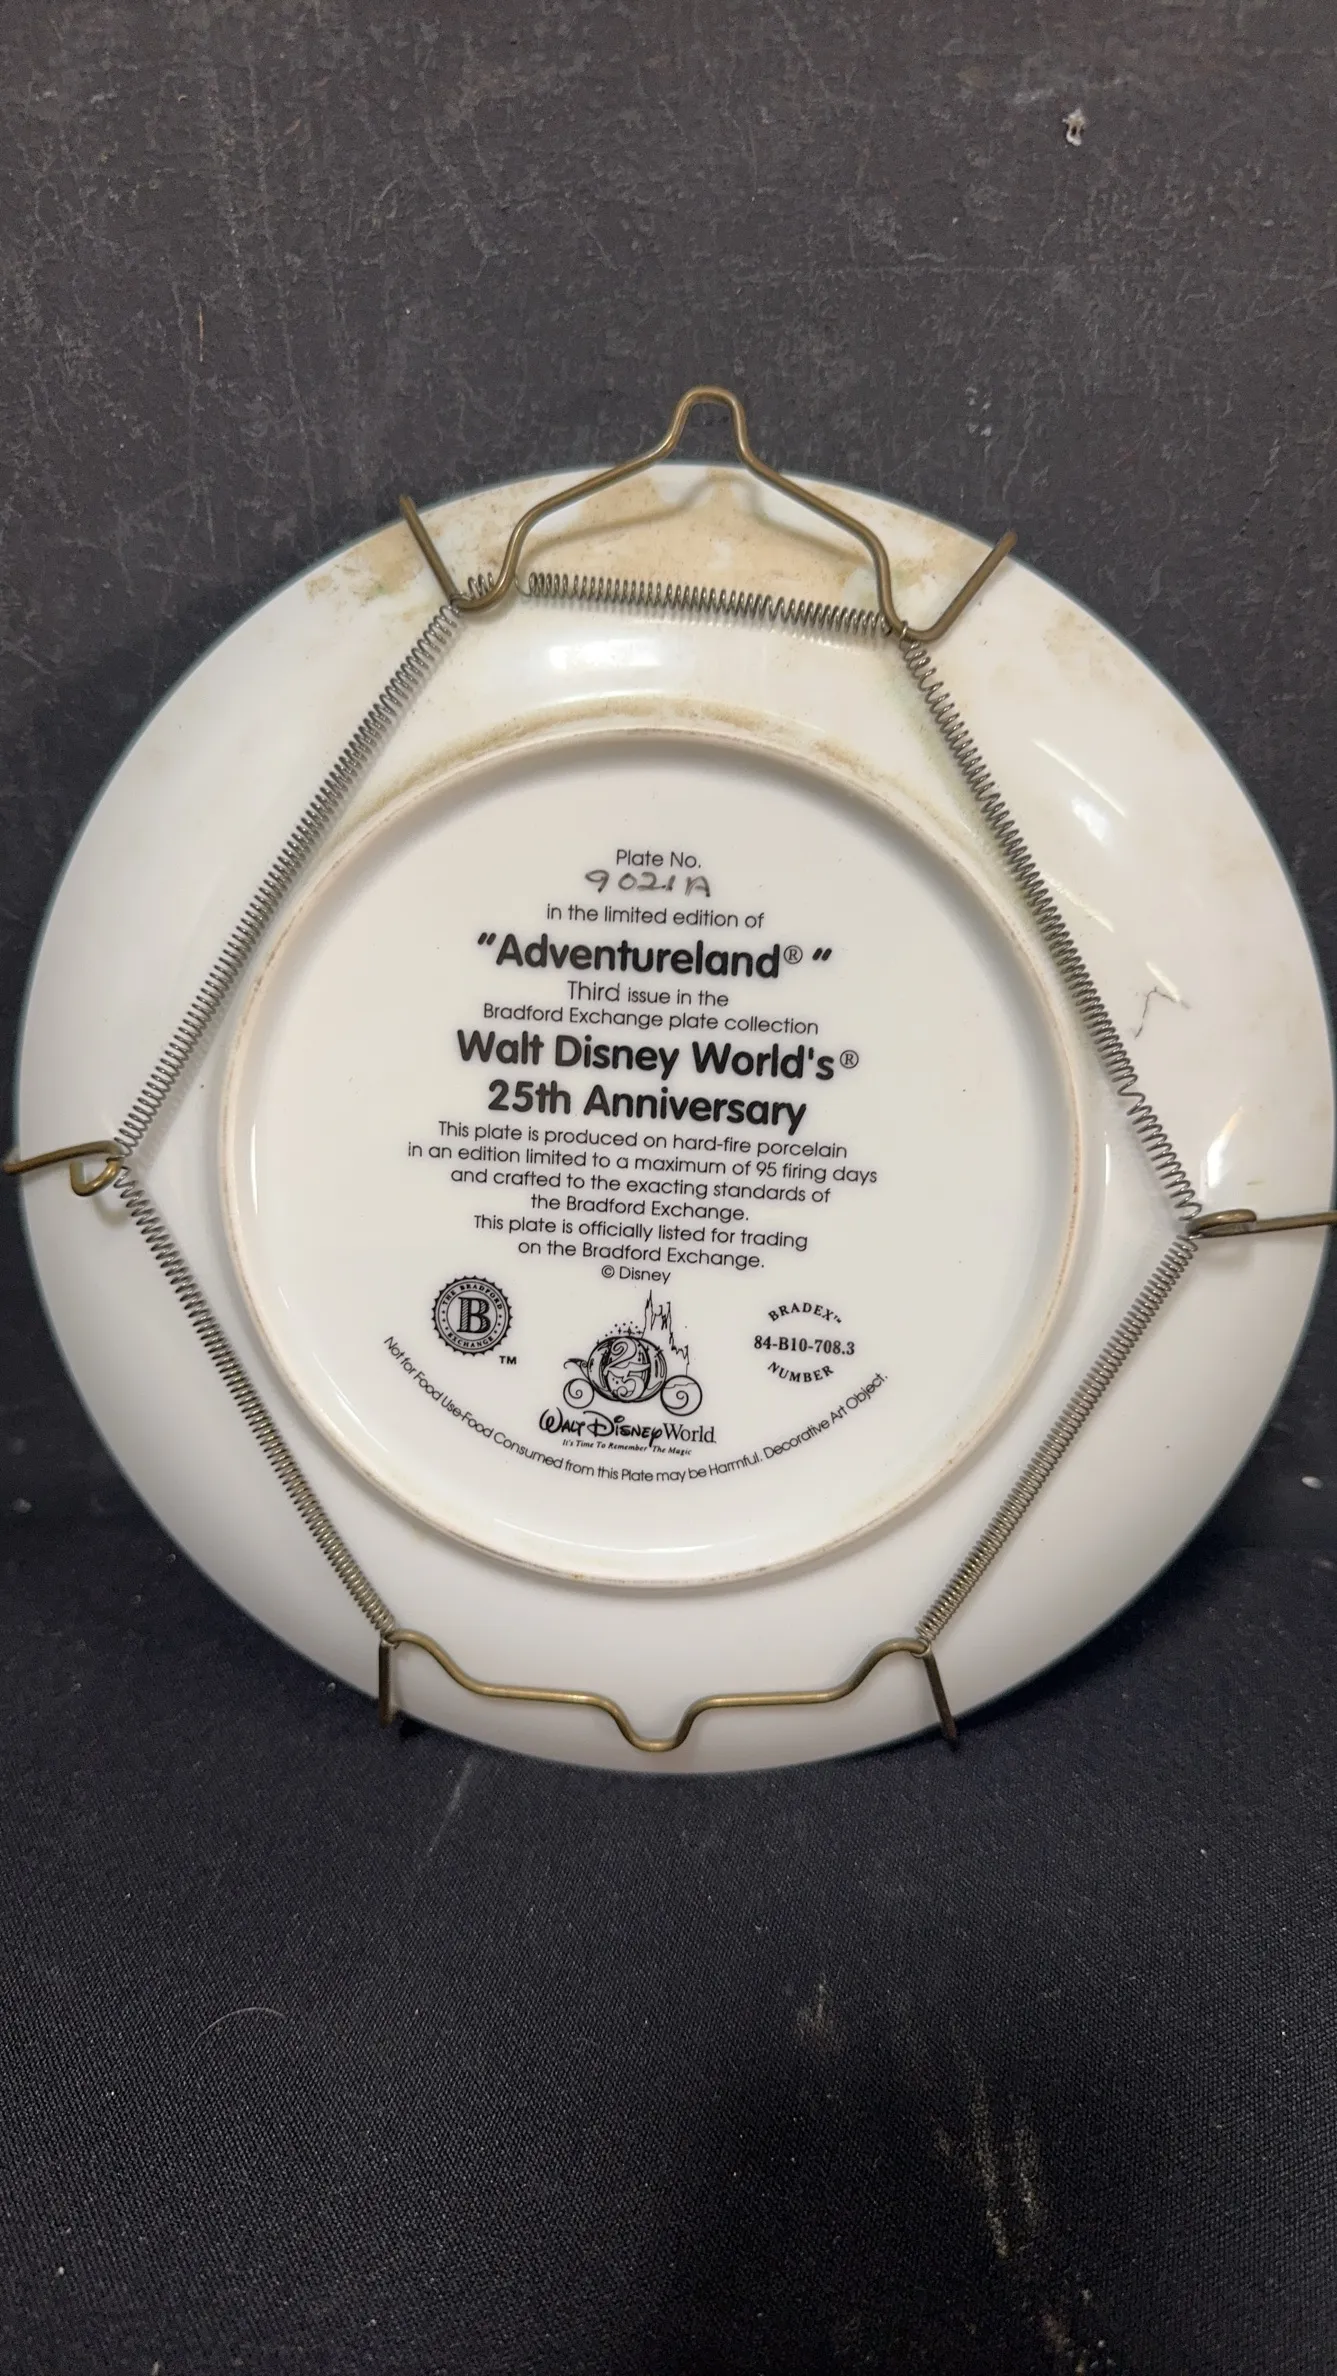 Plate No.
9021A
in the limited edition of
"Adventureland® "
Third issue in the
Bradford Exchange plate collection
Walt Disney World's®
25th Anniversary
This plate is produced on hard-fire porcelain
in an edition limited to a maximum of 95 firing days
and crafted to the exacting standards of
the Bradford Exchange.
This plate is officially listed for trading
on the Bradford Exchange.
© Disney
THE BRADFORD
B
EXCHANGE
TM
25
WALT DISNEY World
It's Time To Remember The Magic
BRADEX™
84-B10-708.3
NUMBER
Not for Food Use-Food Consumed from this Plate may be Harmful. Decorative Art Object.